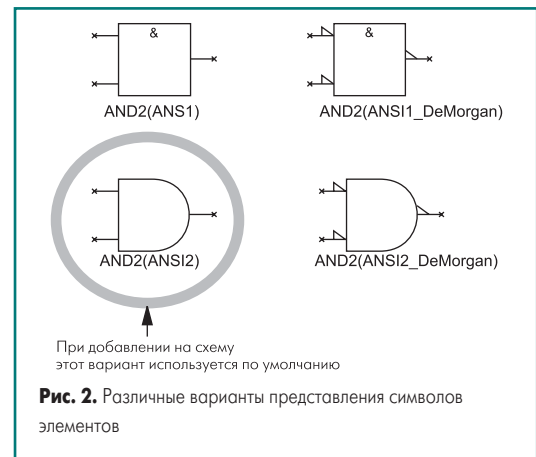 & &
AND2(ANS1) AND2(ANSI1_DeMorgan)
AND2(ANSI2) AND2(ANSI2_DeMorgan)
При добавлении на схему
этот вариант используется по умолчанию
Рис. 2. Различные варианты представления символов
элементов